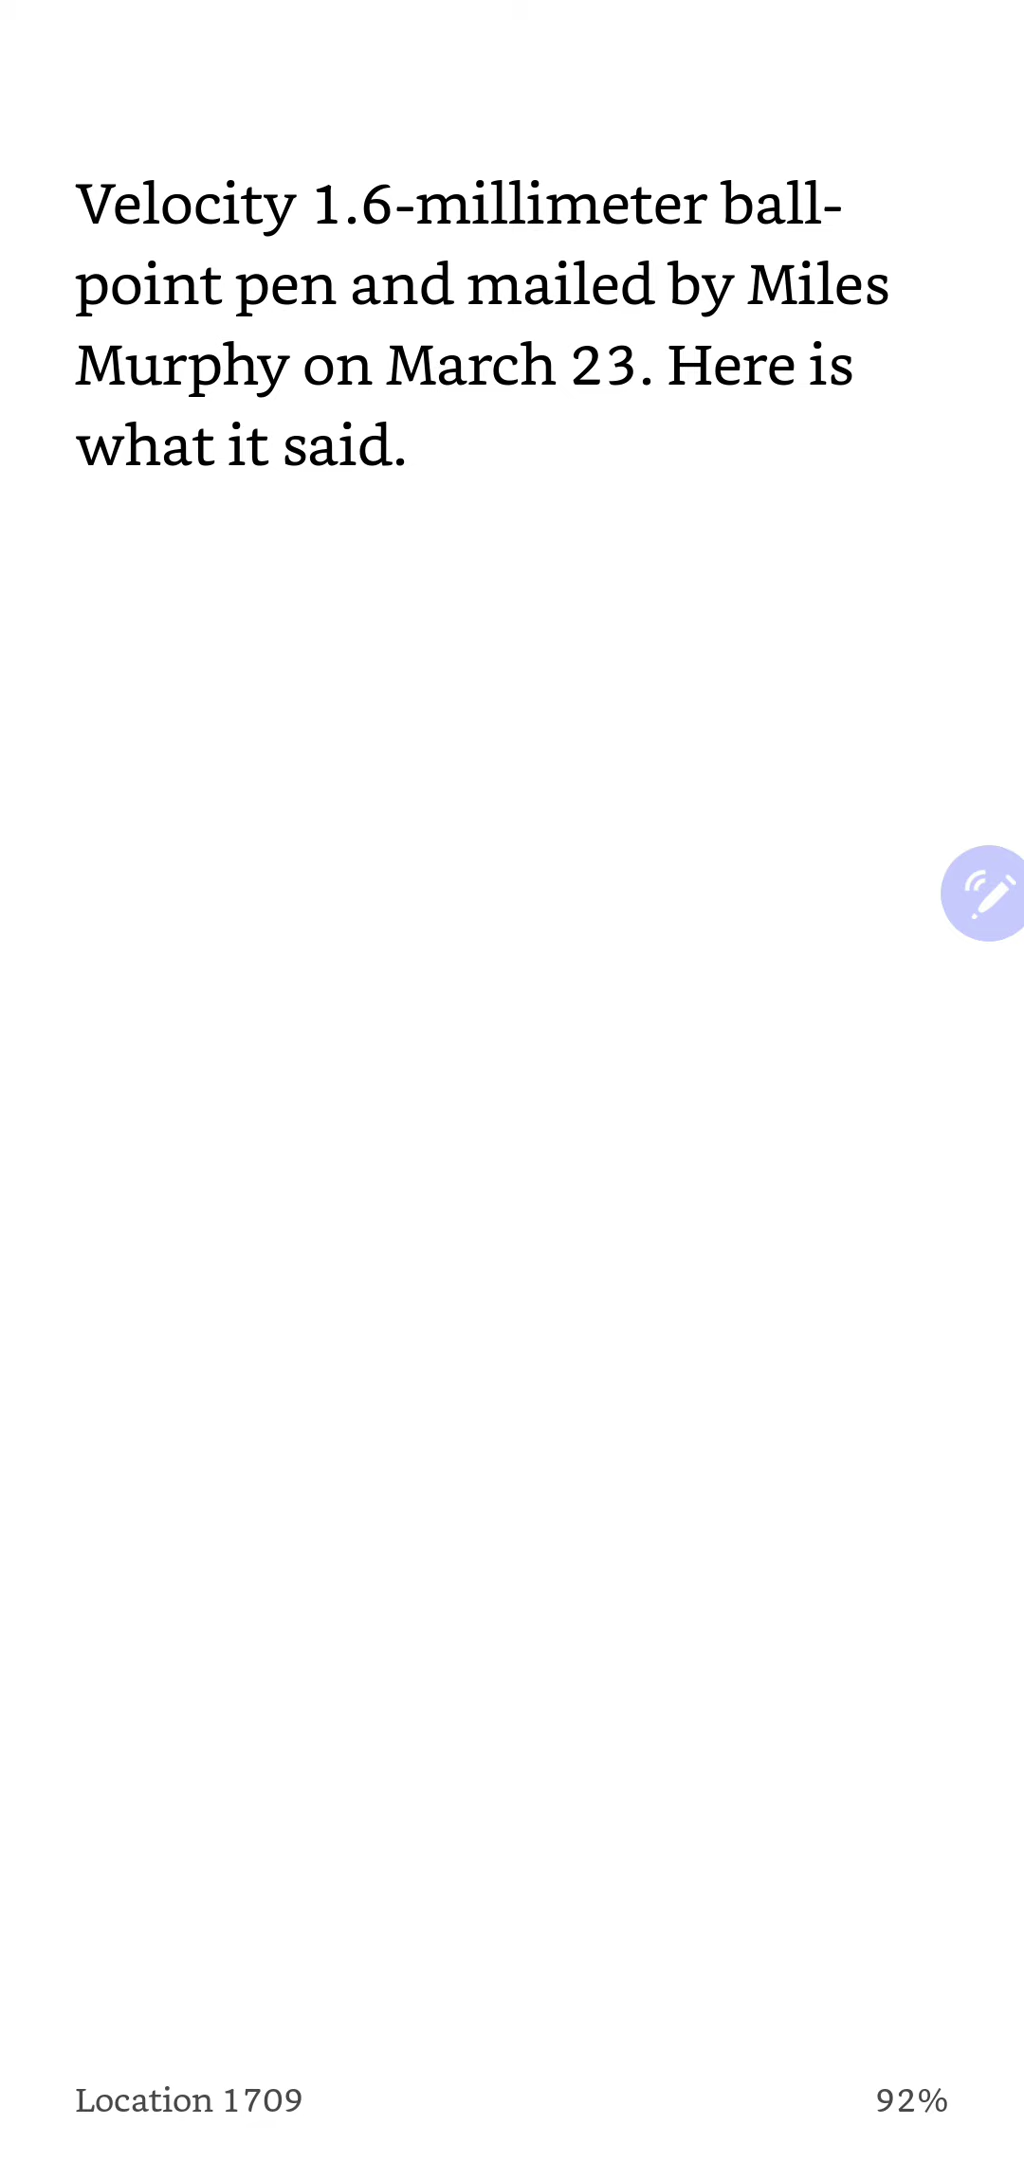 Velocity 1.6-millimeter ball-
point pen and mailed by Miles
Murphy on March 23. Here is
what it said.
Location 1709 92%